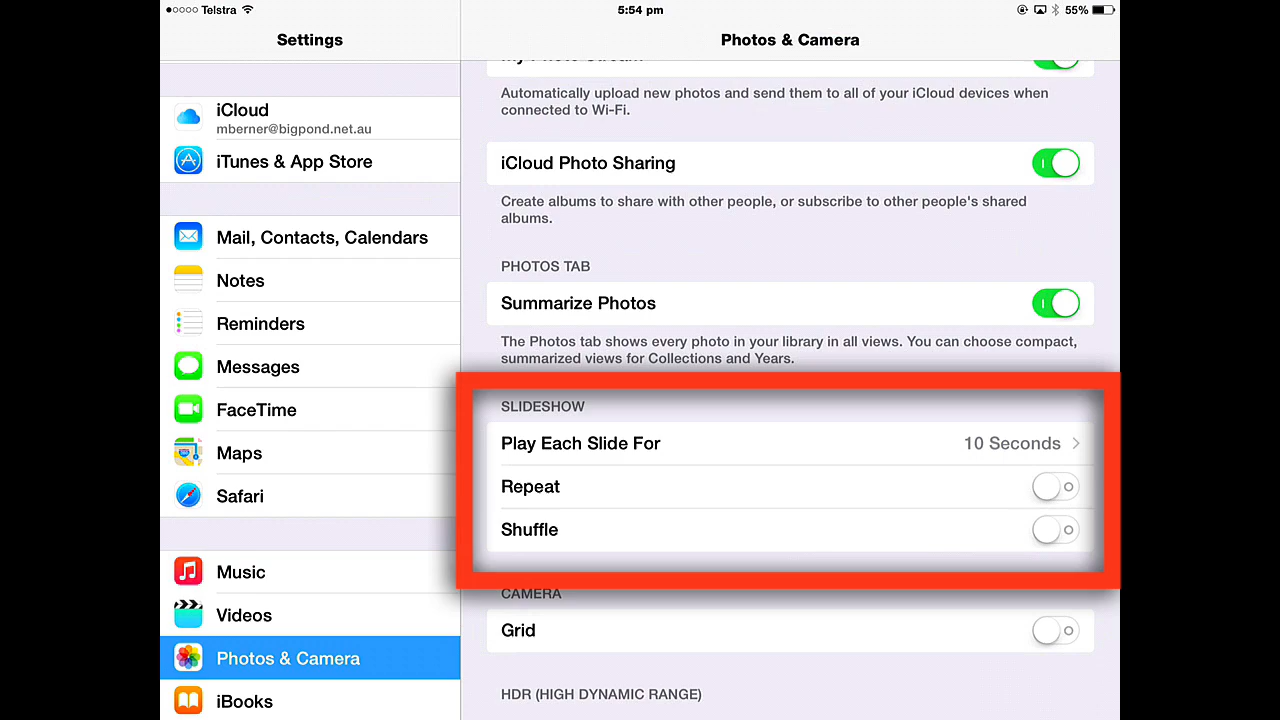 Telstra
5:54 pm
55%
Settings
Photos & Camera
iCloud
mberner@bigpond.net.au
iTunes & App Store
Mail, Contacts, Calendars
Notes
Reminders
Messages
FaceTime
Maps
Safari
Music
Videos
Photos & Camera
iBooks
My Photo Stream
Automatically upload new photos and send them to all of your iCloud devices when
connected to Wi-Fi.
iCloud Photo Sharing
Create albums to share with other people, or subscribe to other people's shared
albums.
PHOTOS TAB
Summarize Photos
The Photos tab shows every photo in your library in all views. You can choose compact,
summarized views for Collections and Years.
SLIDESHOW
Play Each Slide For
10 Seconds
Repeat
Shuffle
CAMERA
Grid
HDR (HIGH DYNAMIC RANGE)